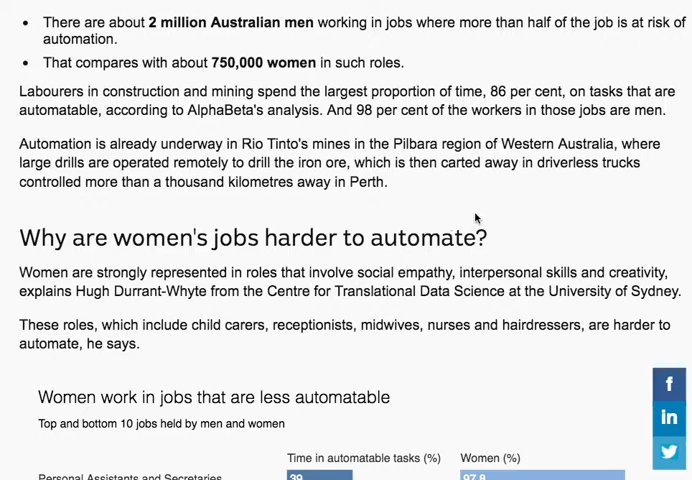 There are about 2 million Australian men working in jobs where more than half of the job is at risk of
automation.
That compares with about 750,000 women in such roles.
Labourers in construction and mining spend the largest proportion of time, 86 per cent, on tasks that are
automatable, according to AlphaBeta's analysis. And 98 per cent of the workers in those jobs are men.
Automation is already underway in Rio Tinto's mines in the Pilbara region of Western Australia, where
large drills are operated remotely to drill the iron ore, which is then carted away in driverless trucks
controlled more than a thousand kilometres away in Perth.
Why are women's jobs harder to automate?
Women are strongly represented in roles that involve social empathy, interpersonal skills and creativity,
explains Hugh Durrant-Whyte from the Centre for Translational Data Science at the University of Sydney.
These roles, which include child carers, receptionists, midwives, nurses and hairdressers, are harder to
automate, he says.
Women work in jobs that are less automatable
Top and bottom 10 jobs held by men and women
Time in automatable tasks (%) Women (%)
Personal Assistants and Secretaries 39 97.8
f
in